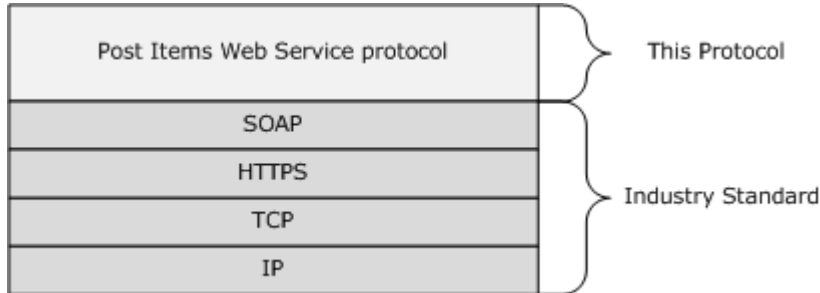 Post Items Web Service protocol
This Protocol
SOAP
HTTPS
TCP
IP
Industry Standard